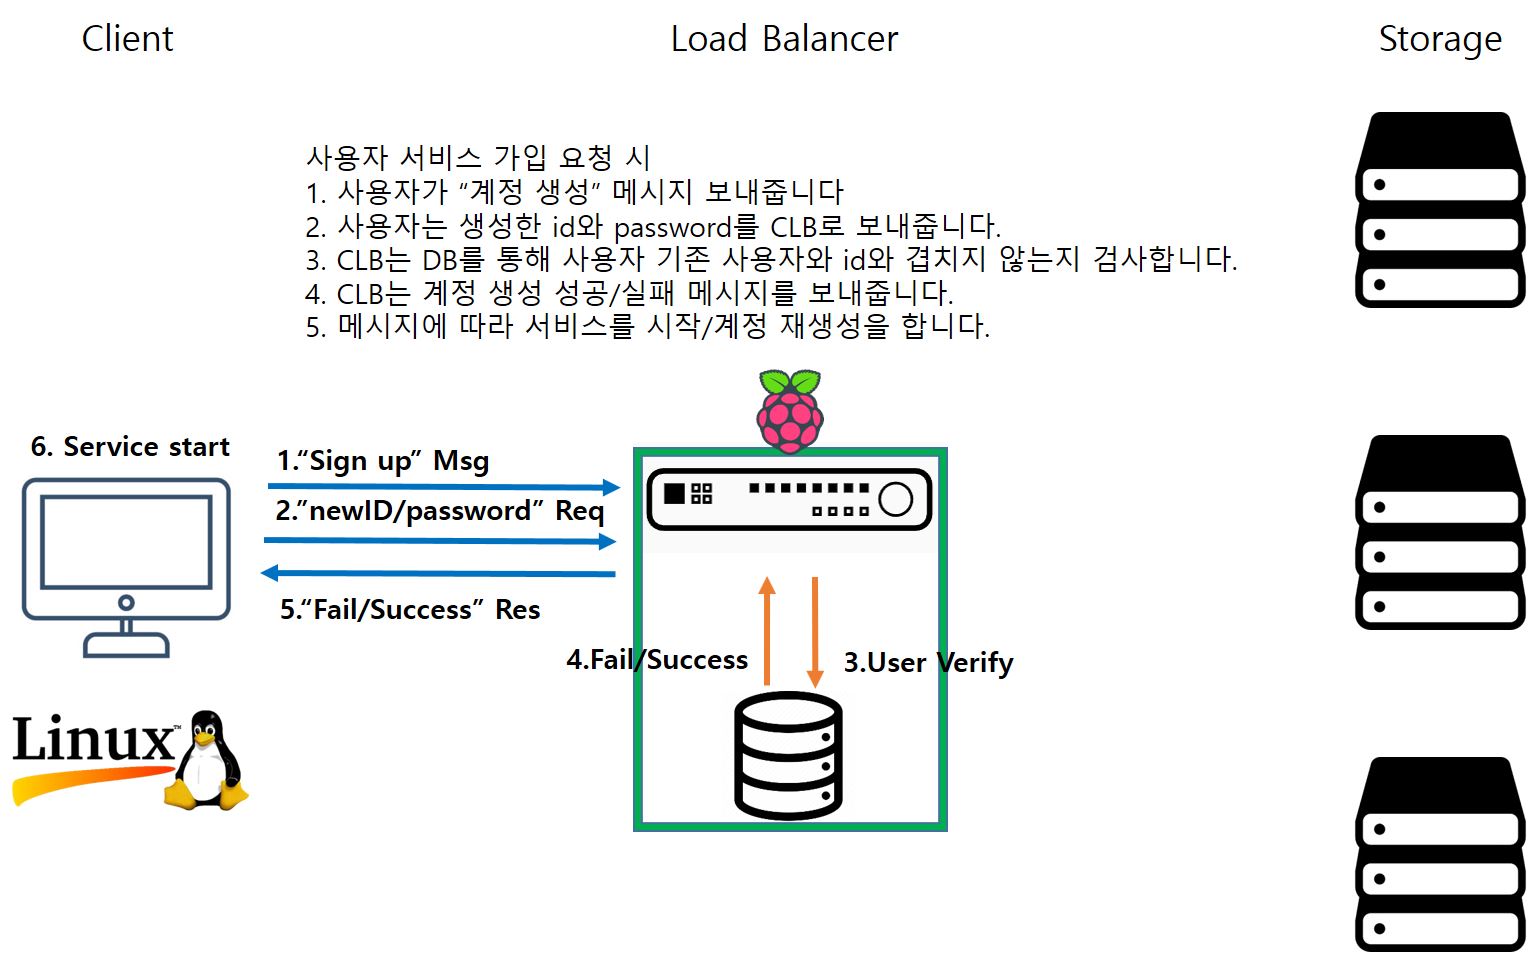 Client
Load Balancer
Storage
사용자 서비스 가입 요청 시
1. 사용자가 “계정 생성” 메시지 보내줍니다
2. 사용자는 생성한 id와 password를 CLB로 보내줍니다.
3. CLB는 DB를 통해 사용자 기존 사용자와 id와 겹치지 않는지 검사합니다.
4. CLB는 계정 생성 성공/실패 메시지를 보내줍니다.
5. 메시지에 따라 서비스를 시작/계정 재생성을 합니다.
6. Service start
1.“Sign up” Msg
2.”newID/password” Req
5.“Fail/Success” Res
4.Fail/Success
3.User Verify
Linux™